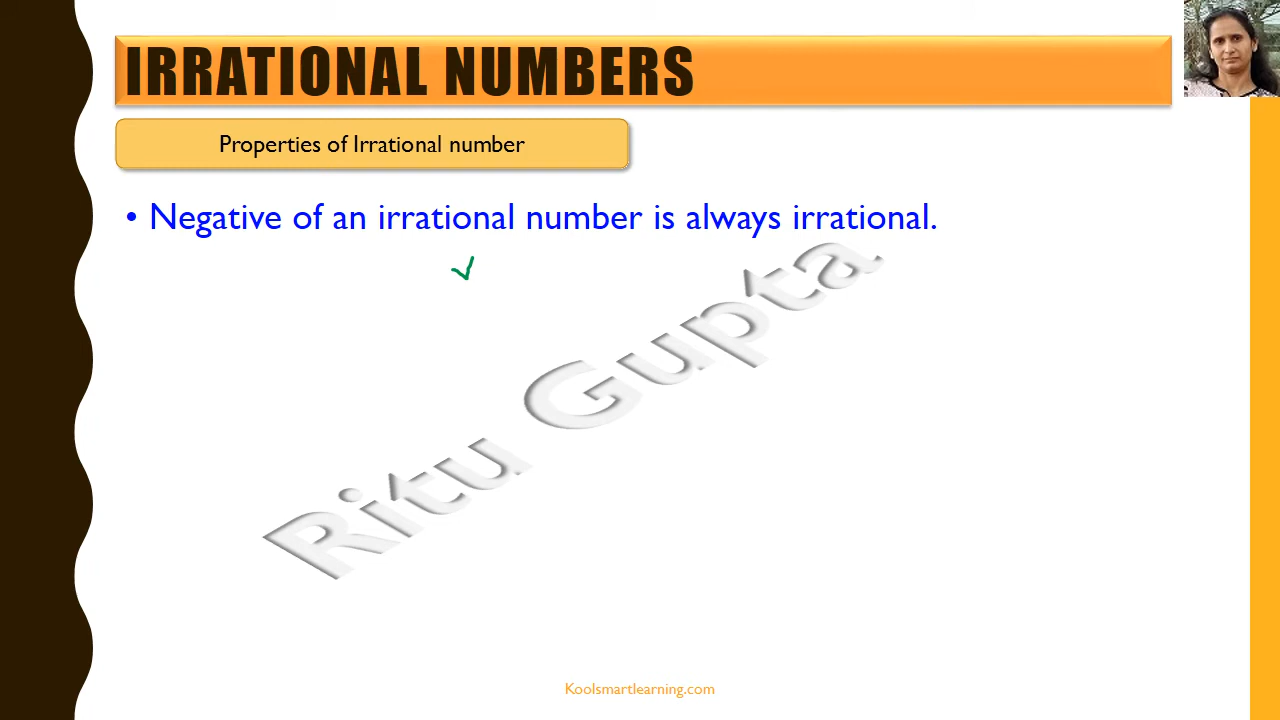 IRRATIONAL NUMBERS
Properties of Irrational number
• Negative of an irrational number is always irrational.
Ritu Gupta
Koolsmartlearning.com